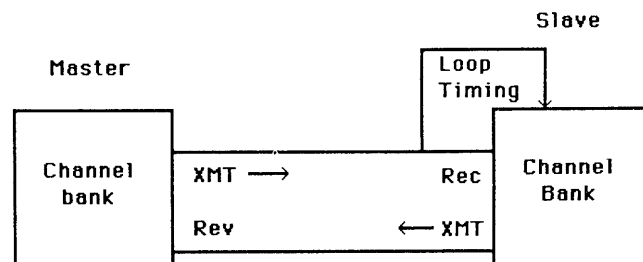 Slave
Master
Loop
Timing
Channel
bank
XMT
Rec
Channel
Bank
Rev
XMT